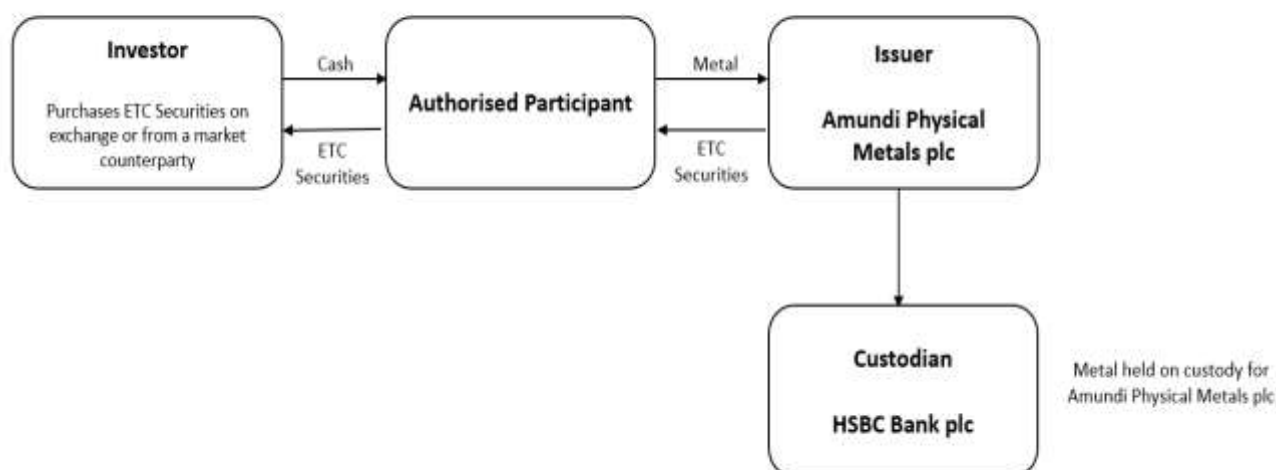 Investor
Purchases ETC Securities on
exchange or from a market
counterparty
Cash
ETC
Securities
Authorised Participant
Metal
ETC
Securities
Issuer
Amundi Physical
Metals plc
Custodian
HSBC Bank plc
Metal held on custody for
Amundi Physical Metals plc